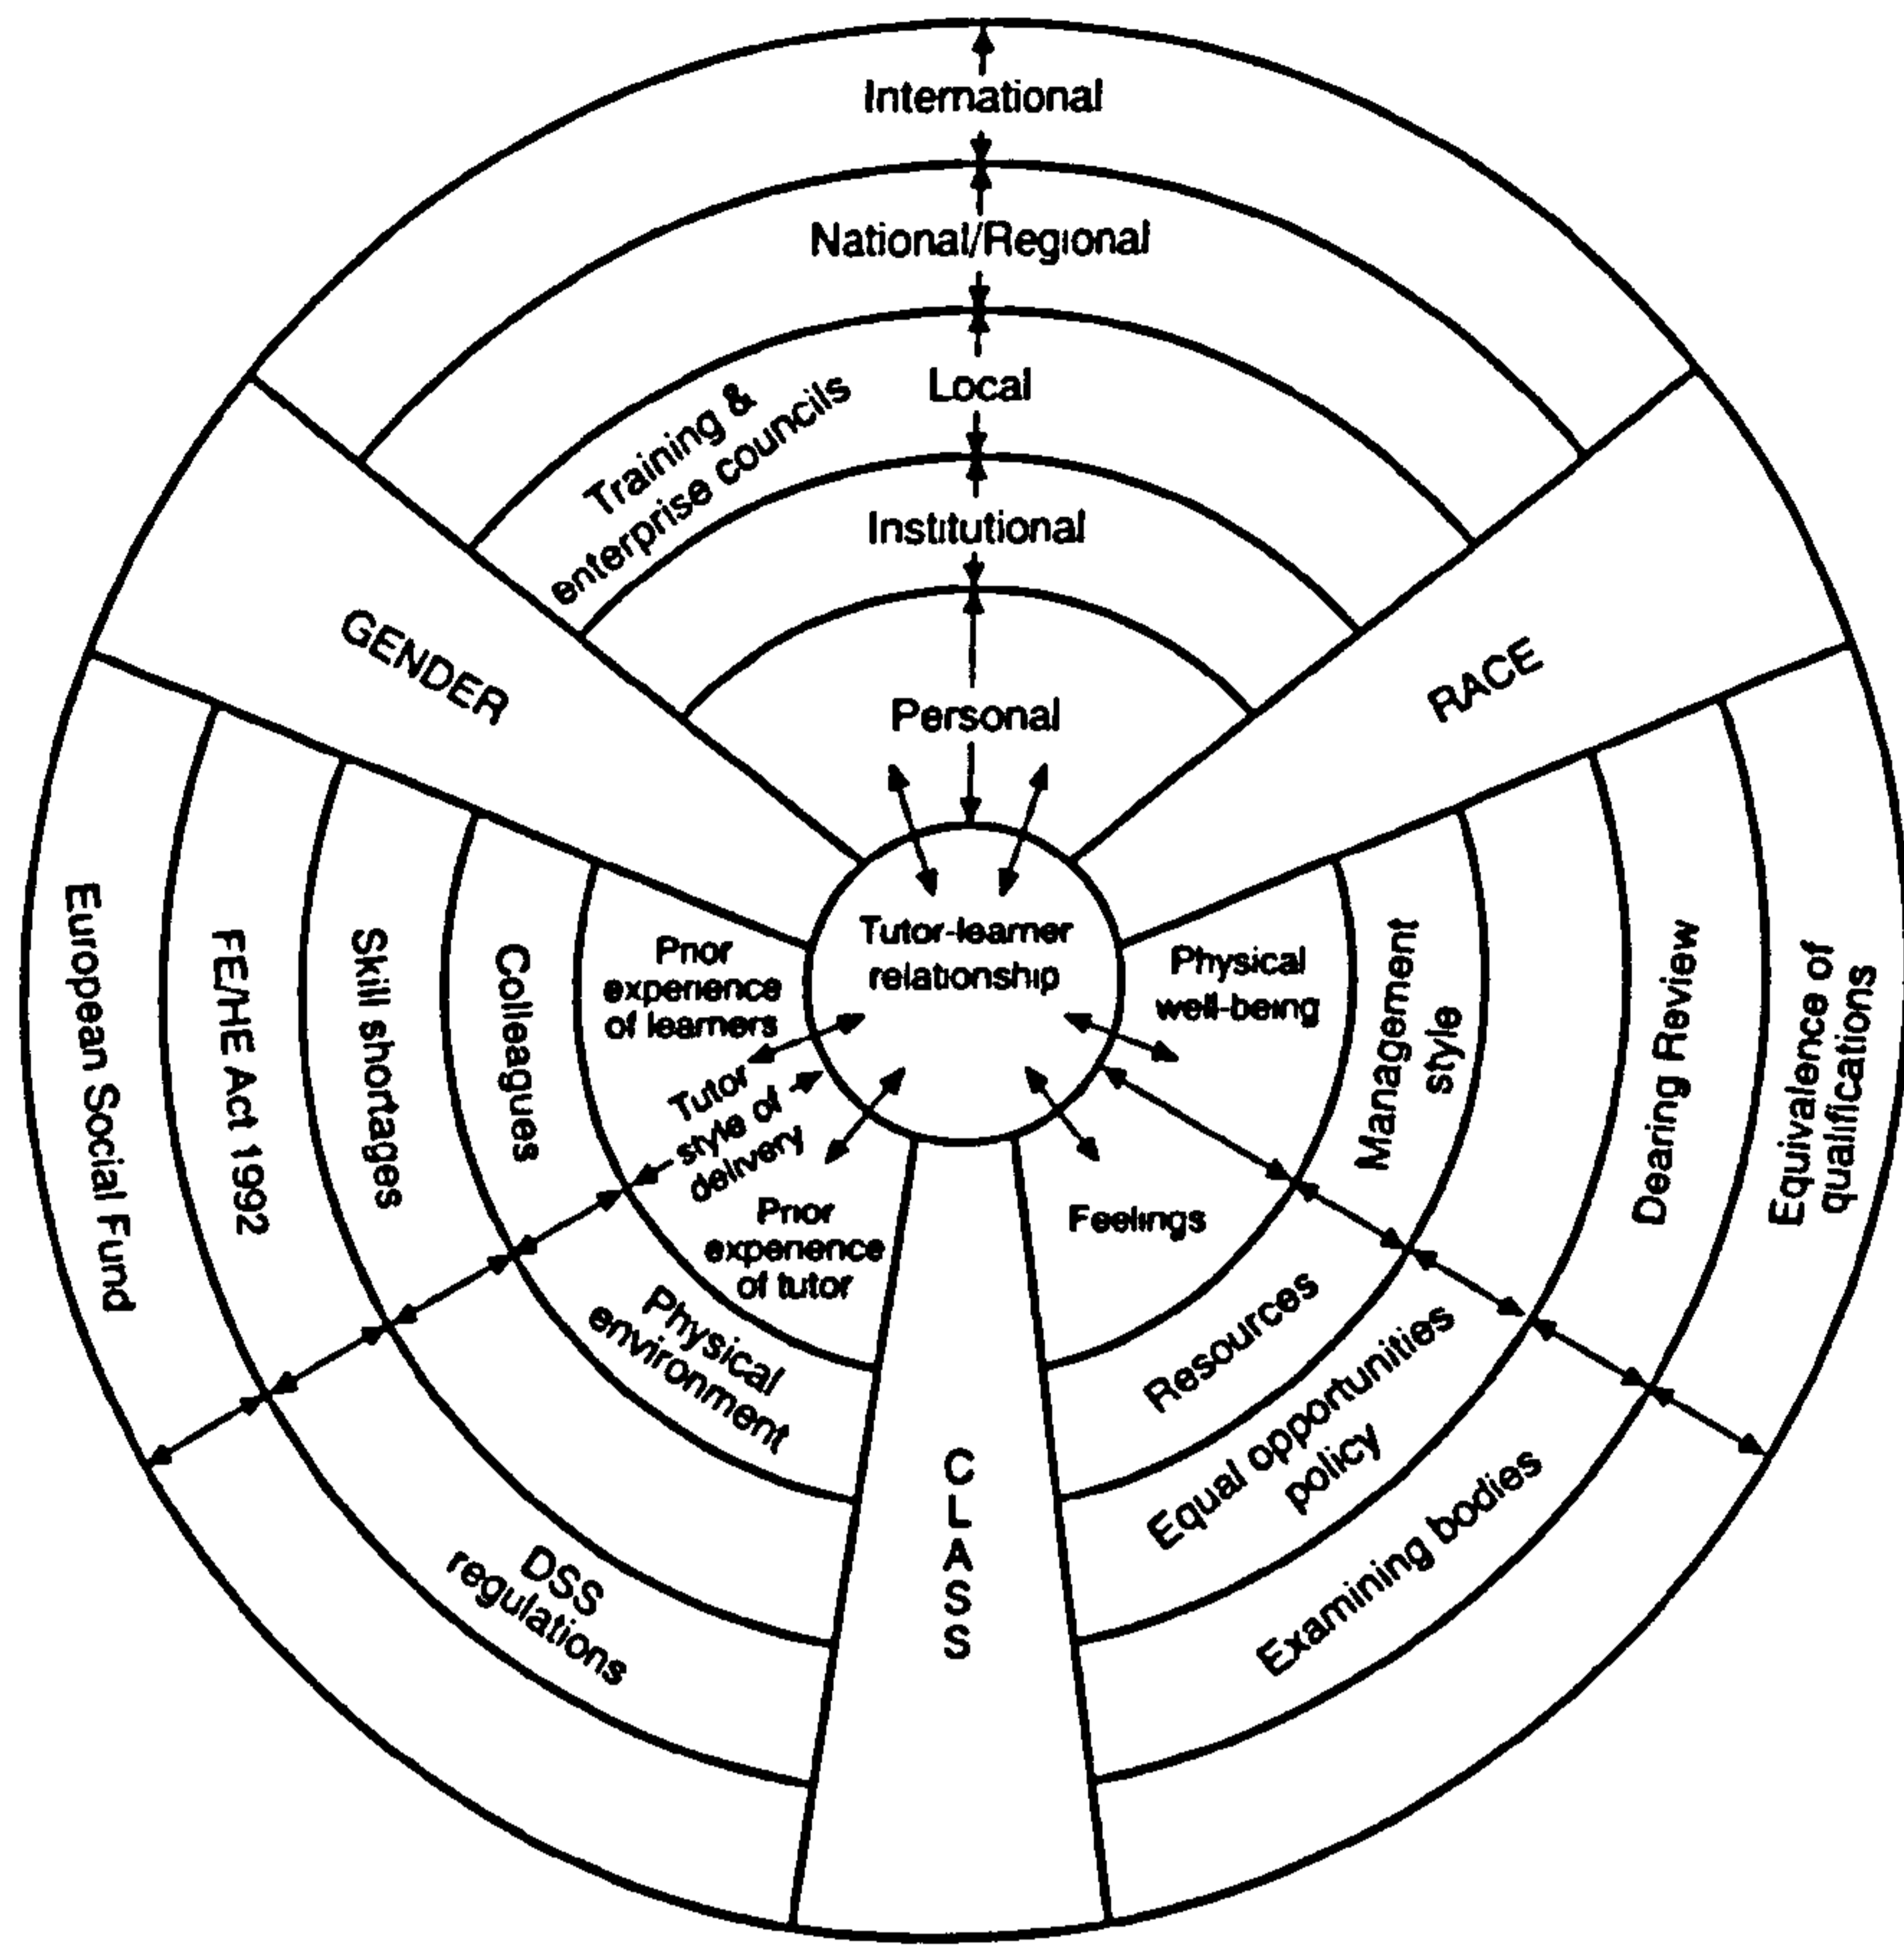 International
National/Regional
Local
Training &
enterprise councils
Institutional
Personal
GENDER
RACE
Tutor-learner
relationship
European Social Fund
FE/HE Act 1992
Skill shortages
Colleagues
Prior
experience
of learners
Tutor
style of
delivery
Prior
experience
of tutor
Physical
environment
DSS
regulations
CLASS
Physical
well-being
Feelings
Management
style
Resources
Equal opportunities
policy
Dearing Review
Examining bodies
Equivalence of
qualifications